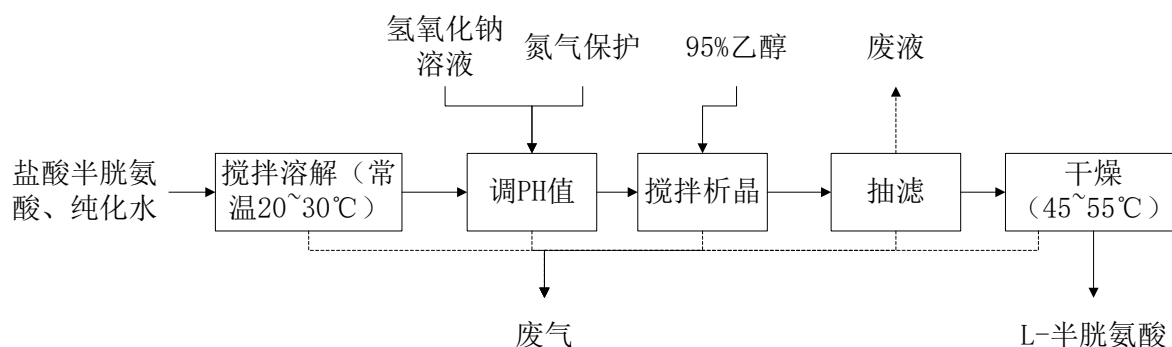 氢氧化钠
溶液
氮气保护
95%乙醇
废液
盐酸半胱氨
酸、纯化水
搅拌溶解（常
温20~30℃）
调PH值
搅拌析晶
抽滤
干燥
（45~55℃）
废气
L-半胱氨酸